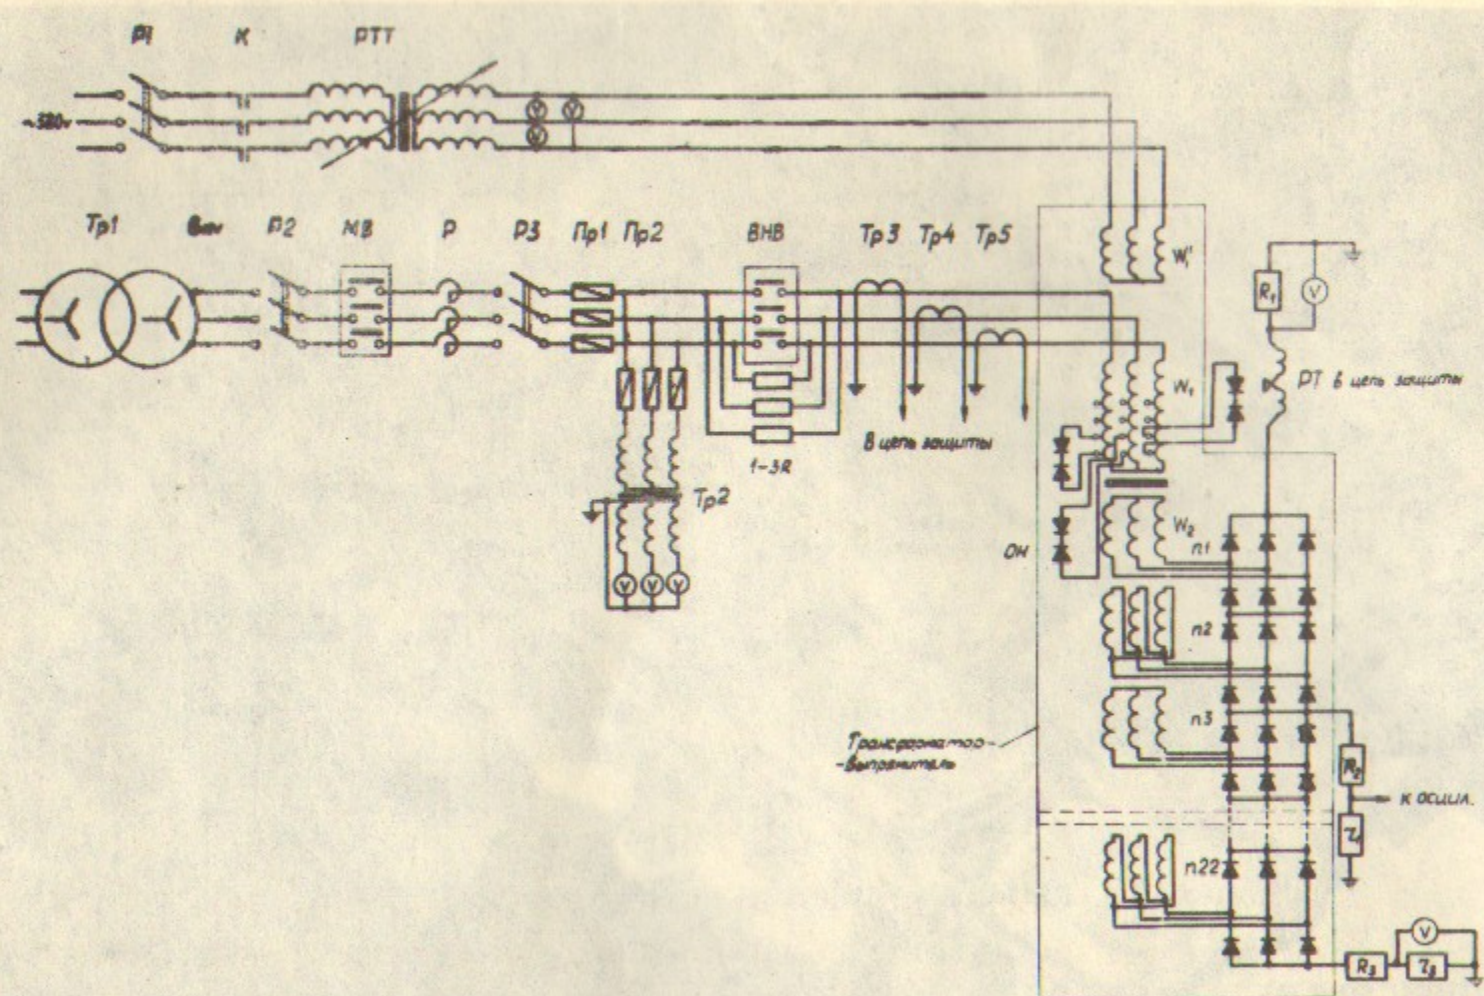 Р1 К РТТ
~380v
V V
V
Тр1 6кv Р2 МВ Р Р3 Пр1 Пр2 ВНВ Тр3 Тр4 Тр5
W₁'
R₁ V
W₁
РТ в цепь защиты
В цепь защиты
1-3R
Тр2
W₂
ОН
n1
V V V
n2
n3
Трансформатор-
-выпрямитель
R₂
к осцил.
n22
V
R₃